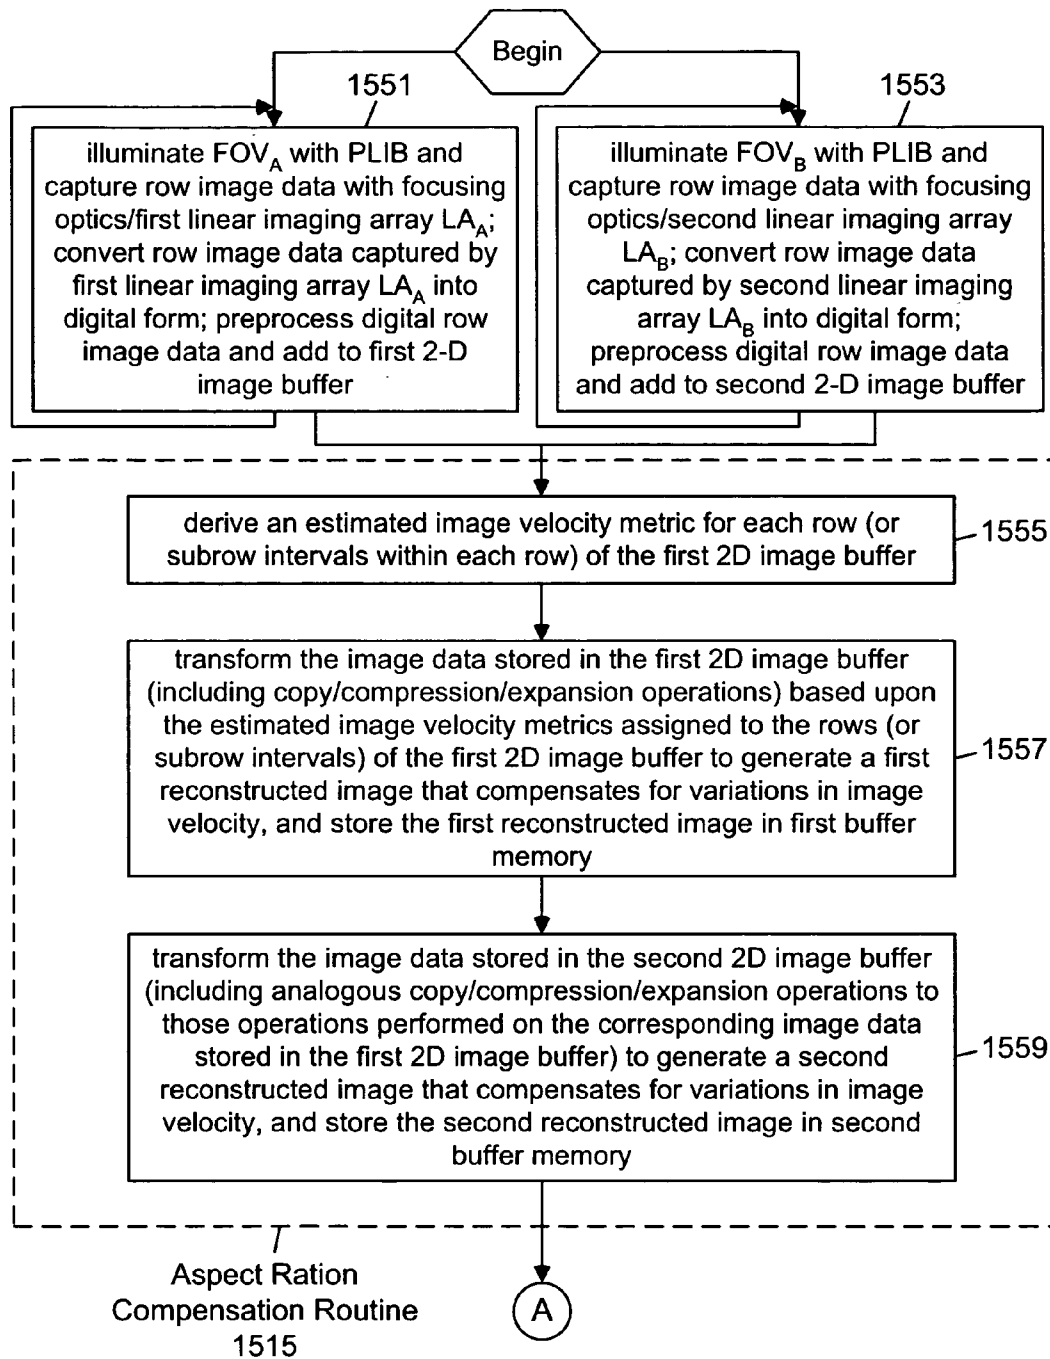 Begin
1551
illuminate FOV_A with PLIB and
capture row image data with focusing
optics/first linear imaging array LA_A;
convert row image data captured by
first linear imaging array LA_A into
digital form; preprocess digital row
image data and add to first 2-D
image buffer
1553
illuminate FOV_B with PLIB and
capture row image data with focusing
optics/second linear imaging array
LA_B; convert row image data
captured by second linear imaging
array LA_B into digital form;
preprocess digital row image data
and add to second 2-D image buffer
derive an estimated image velocity metric for each row (or
subrow intervals within each row) of the first 2D image buffer
1555
transform the image data stored in the first 2D image buffer
(including copy/compression/expansion operations) based upon
the estimated image velocity metrics assigned to the rows (or
subrow intervals) of the first 2D image buffer to generate a first
reconstructed image that compensates for variations in image
velocity, and store the first reconstructed image in first buffer
memory
1557
transform the image data stored in the second 2D image buffer
(including analogous copy/compression/expansion operations to
those operations performed on the corresponding image data
stored in the first 2D image buffer) to generate a second
reconstructed image that compensates for variations in image
velocity, and store the second reconstructed image in second
buffer memory
1559
Aspect Ration
Compensation Routine
1515
A